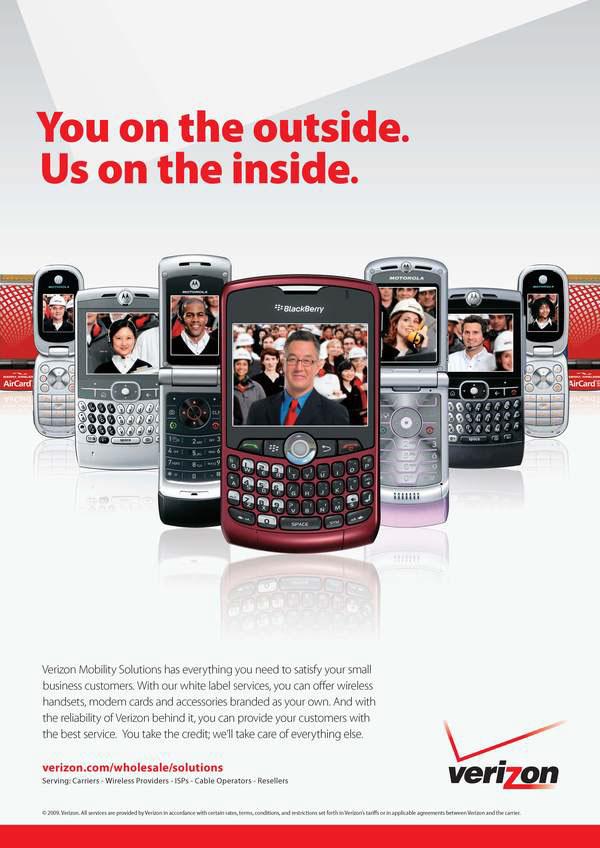 You on the outside.
Us on the inside.
MOTOROLA
MOTOROLA
MOTOROLA
MOTOROLA
BlackBerry
AirCard
AirCard
SPACE
SYM
Verizon Mobility Solutions has everything you need to satisfy your small
business customers. With our white label services, you can offer wireless
handsets, modem cards and accessories branded as your own. And with
the reliability of Verizon behind it, you can provide your customers with
the best service.  You take the credit; we'll take care of everything else.
verizon.com/wholesale/solutions
Serving: Carriers - Wireless Providers - ISPs - Cable Operators - Resellers
verizon
© 2009. Verizon. All services are provided by Verizon in accordance with certain rates, terms, conditions, and restrictions set forth in Verizon's tariffs or in applicable agreements between Verizon and the carrier.